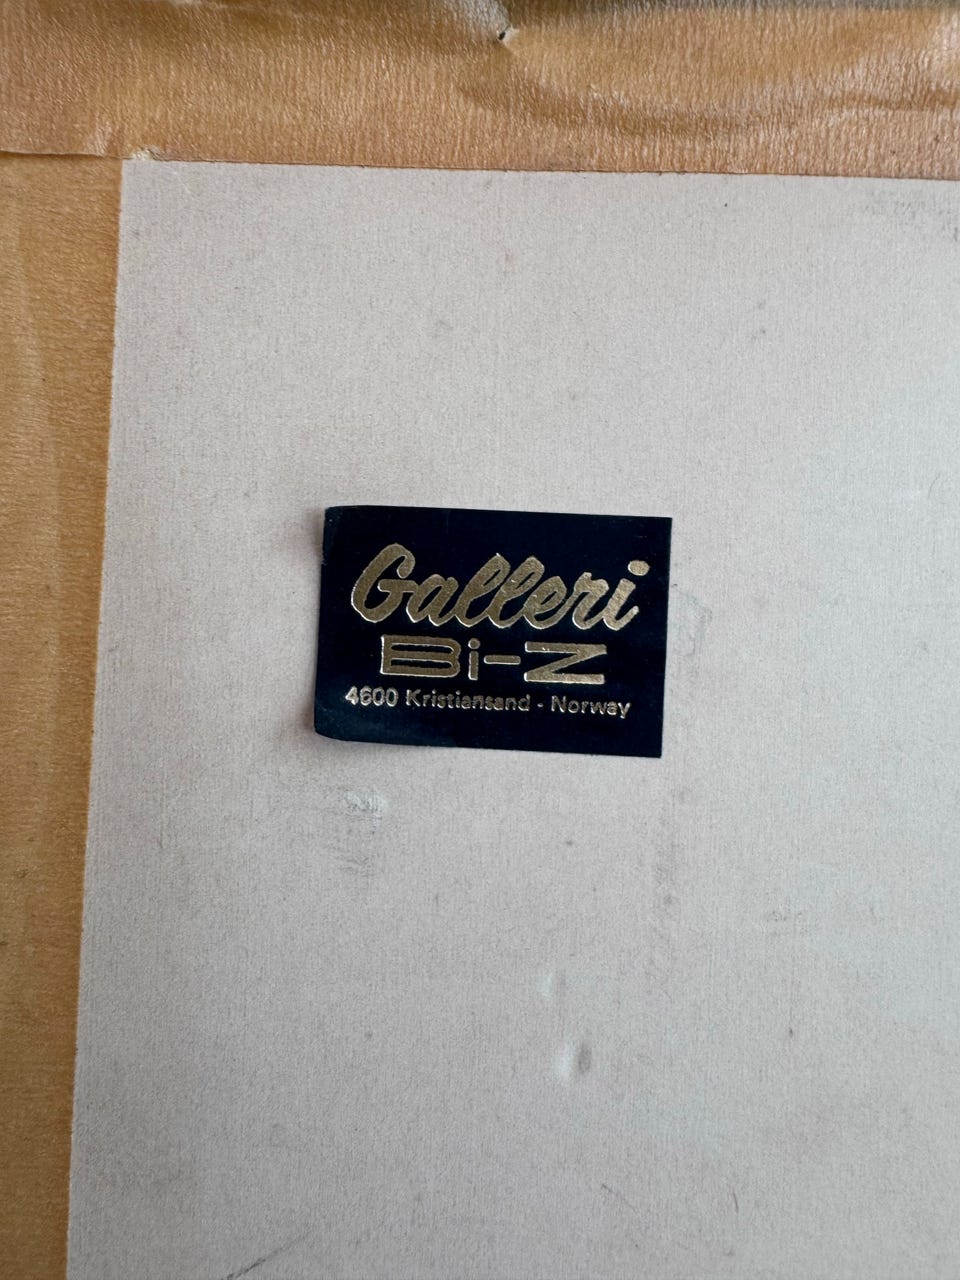 Galleri
Bi-Z
4600 Kristiansand - Norway